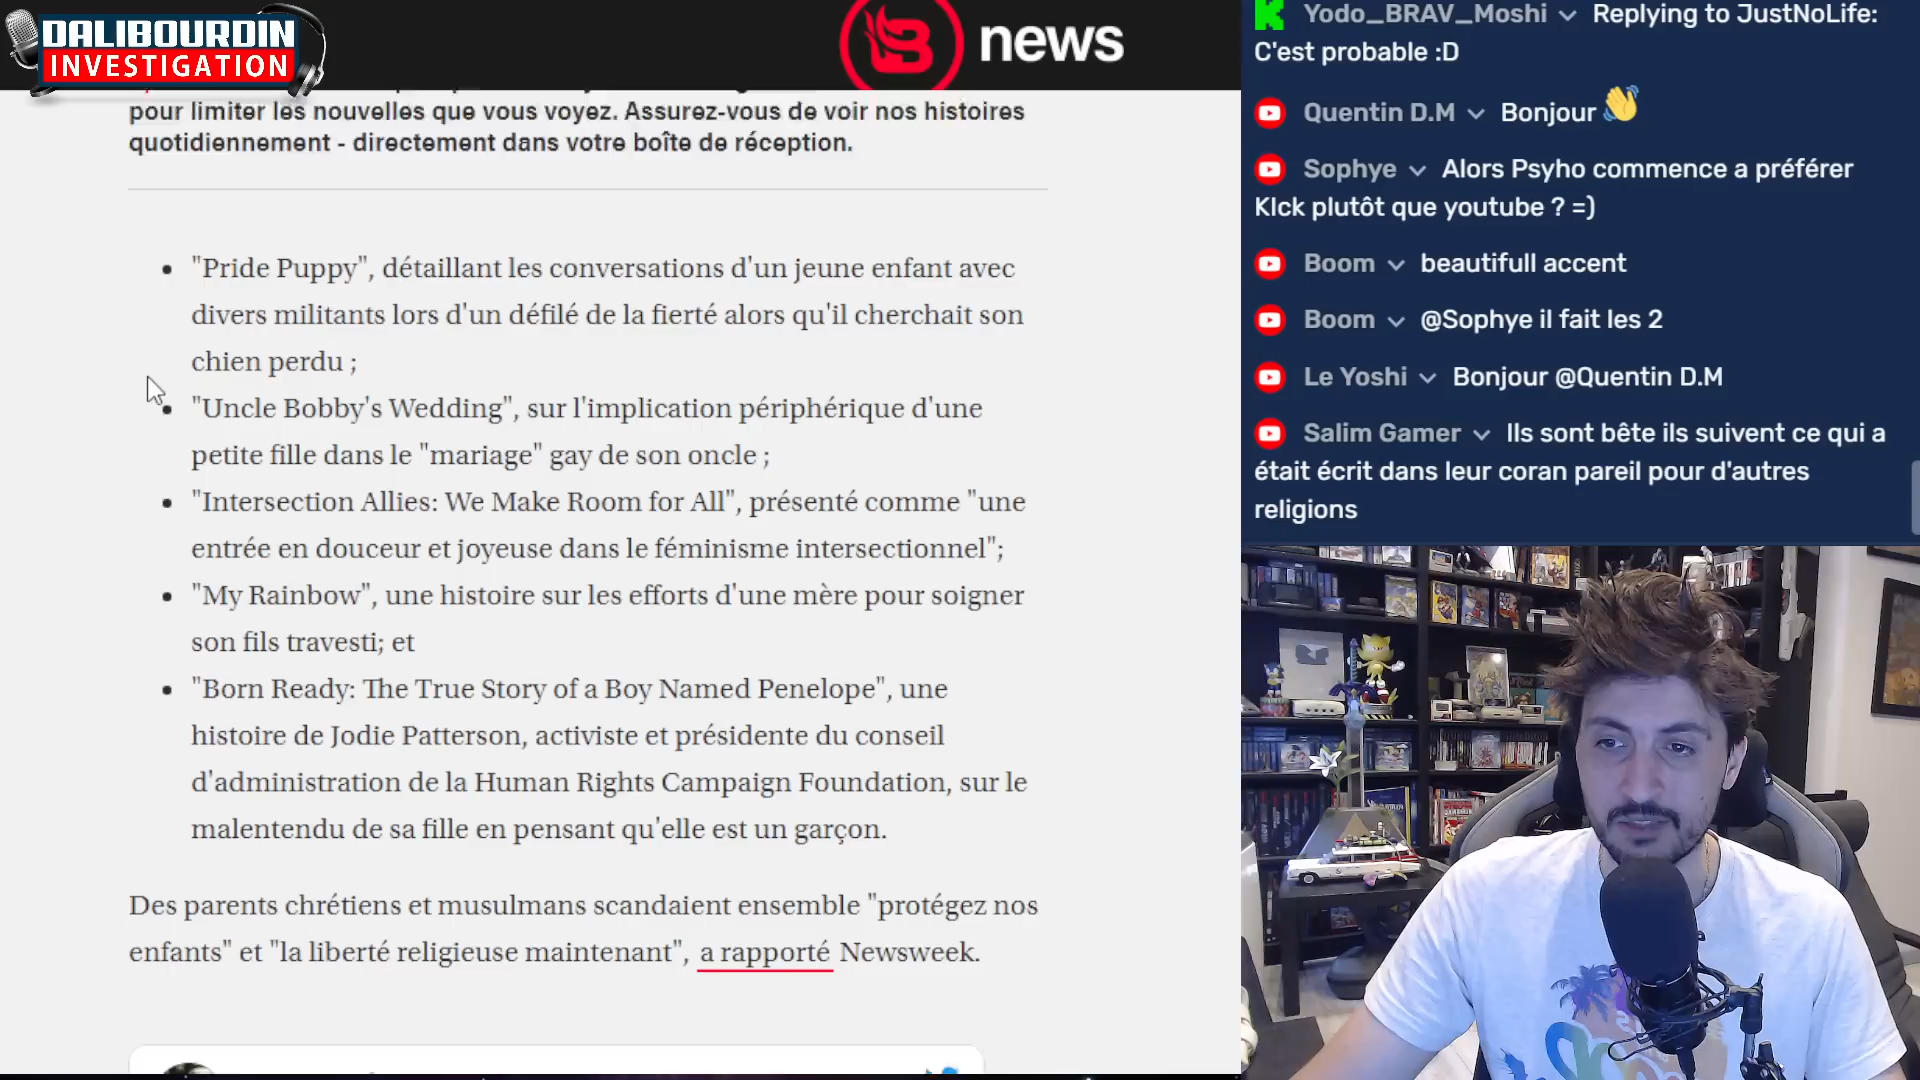 DALIBOURDIN
INVESTIGATION
news
pour limiter les nouvelles que vous voyez. Assurez-vous de voir nos histoires
quotidiennement - directement dans votre boîte de réception.
• "Pride Puppy", détaillant les conversations d'un jeune enfant avec
divers militants lors d'un défilé de la fierté alors qu'il cherchait son
chien perdu ;
• "Uncle Bobby's Wedding", sur l'implication périphérique d'une
petite fille dans le "mariage" gay de son oncle ;
• "Intersection Allies: We Make Room for All", présenté comme "une
entrée en douceur et joyeuse dans le féminisme intersectionnel";
• "My Rainbow", une histoire sur les efforts d'une mère pour soigner
son fils travesti; et
• "Born Ready: The True Story of a Boy Named Penelope", une
histoire de Jodie Patterson, activiste et présidente du conseil
d'administration de la Human Rights Campaign Foundation, sur le
malentendu de sa fille en pensant qu'elle est un garçon.
Des parents chrétiens et musulmans scandaient ensemble "protégez nos
enfants" et "la liberté religieuse maintenant", a rapporté Newsweek.
Yodo_BRAV_Moshi Replying to JustNoLife:
C'est probable :D
Quentin D.M Bonjour 👋
Sophye Alors Psyho commence a préférer
KIck plutôt que youtube ? =)
Boom beautifull accent
Boom @Sophye il fait les 2
Le Yoshi Bonjour @Quentin D.M
Salim Gamer Ils sont bête ils suivent ce qui a
était écrit dans leur coran pareil pour d'autres
religions